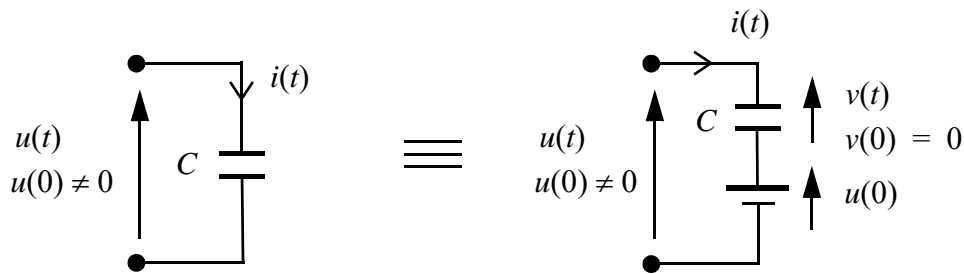 i(t)
u(t)
u(0) ≠ 0
C
i(t)
u(t)
u(0) ≠ 0
C
v(t)
v(0) = 0
u(0)